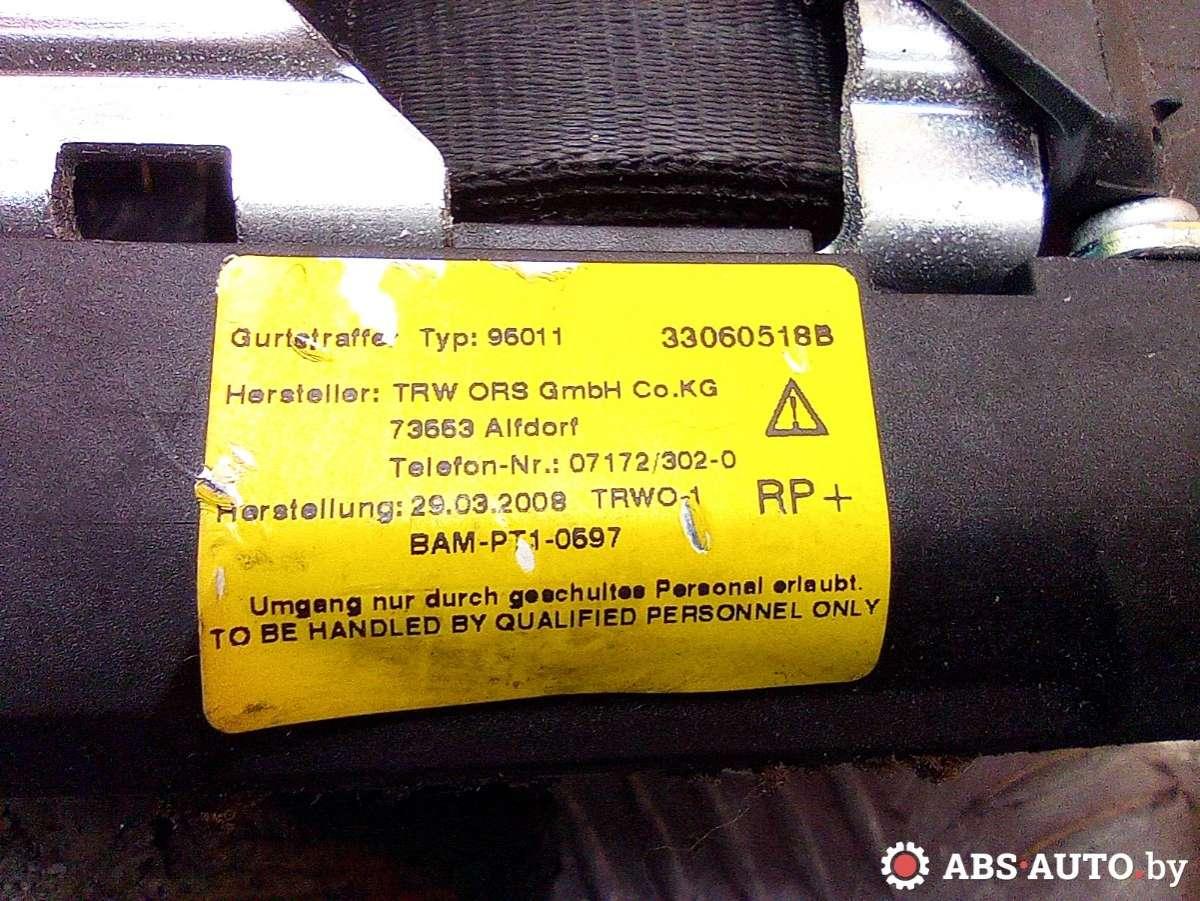 Gurtstraffer Typ: 95011 33060518B
Hersteller: TRW ORS GmbH Co.KG
73553 Alfdorf
Telefon-Nr.: 07172/302-0
Herstellung: 29.03.2008 TRWO-1 RP+
BAM-PT1-0597
Umgang nur durch geschultes Personal erlaubt.
TO BE HANDLED BY QUALIFIED PERSONNEL ONLY
ABS·AUTO.by